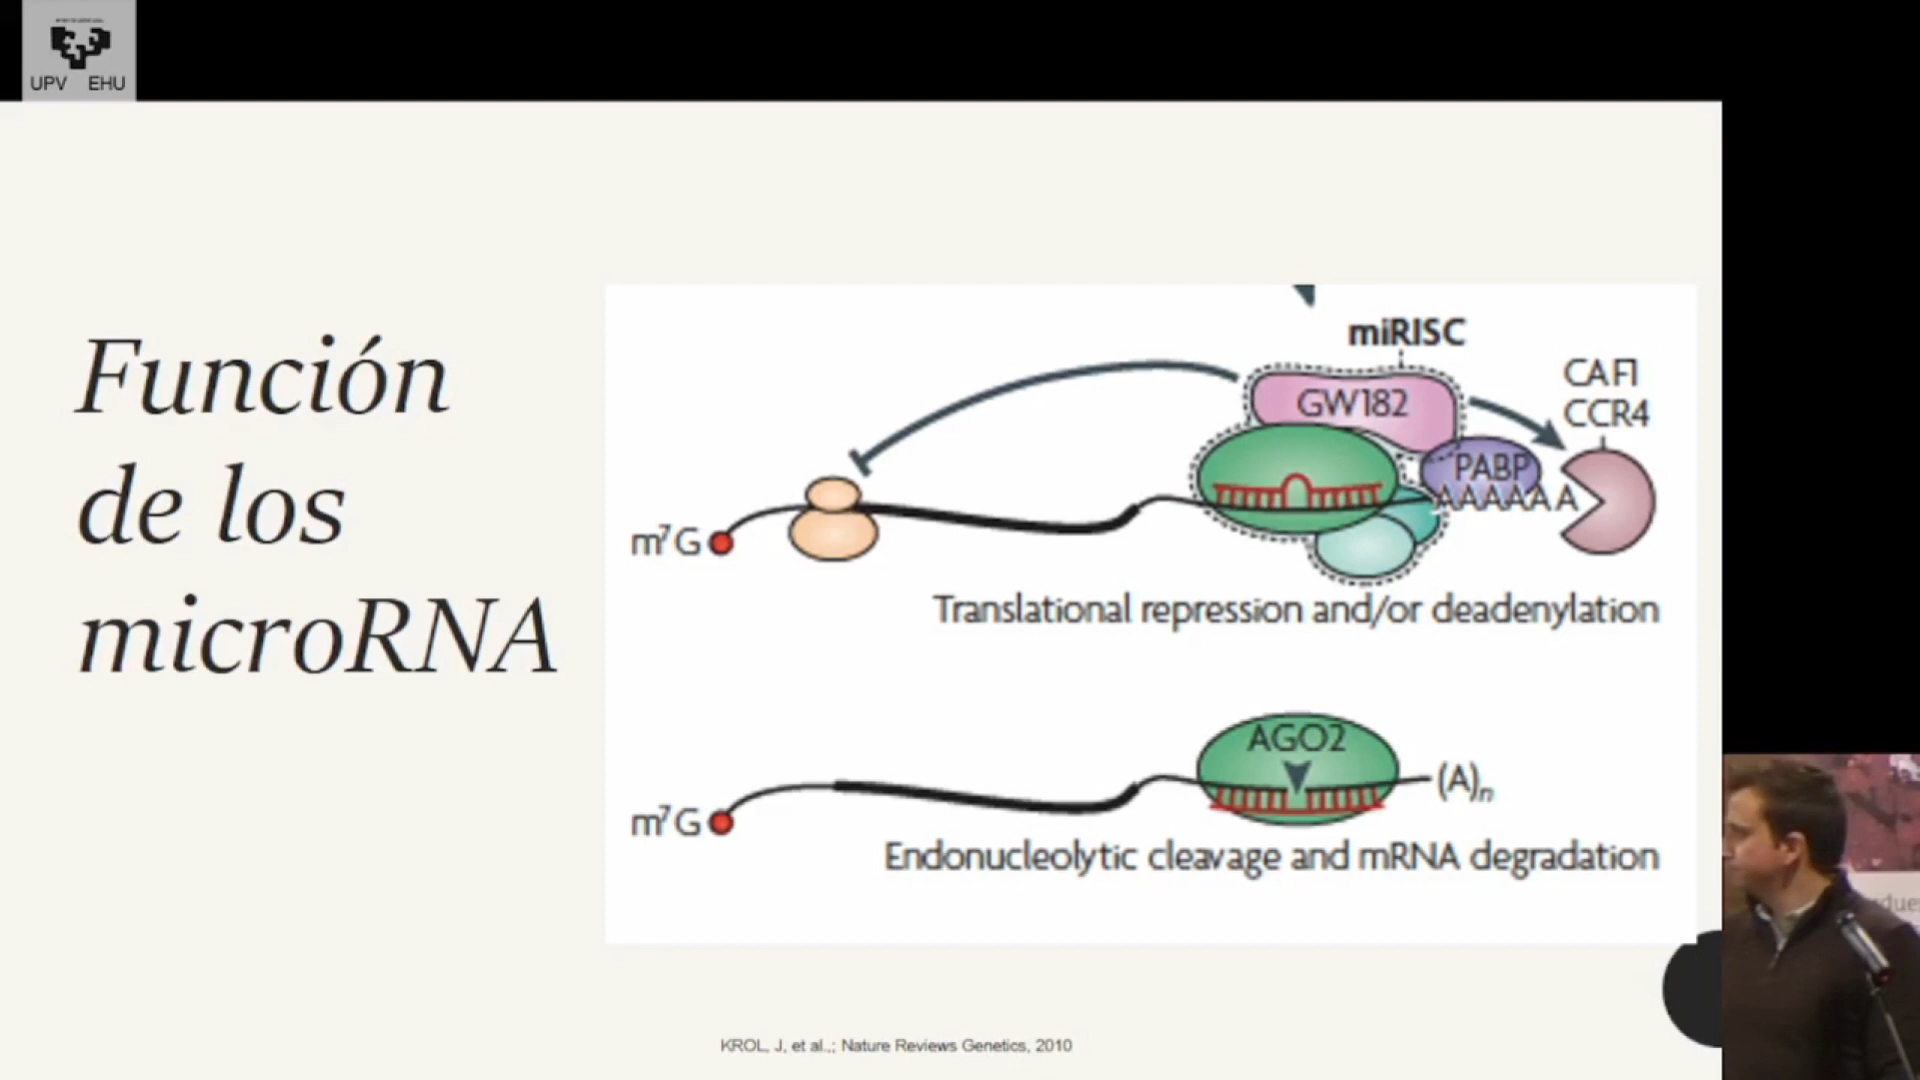 UPV EHU
Función
de los
microRNA
miRISC
GW182
CAF1
CCR4
PABP
AAAAAA
m⁷G
Translational repression and/or deadenylation
AGO2
(A)n
m⁷G
Endonucleolytic cleavage and mRNA degradation
KROL, J, et al.,; Nature Reviews Genetics, 2010